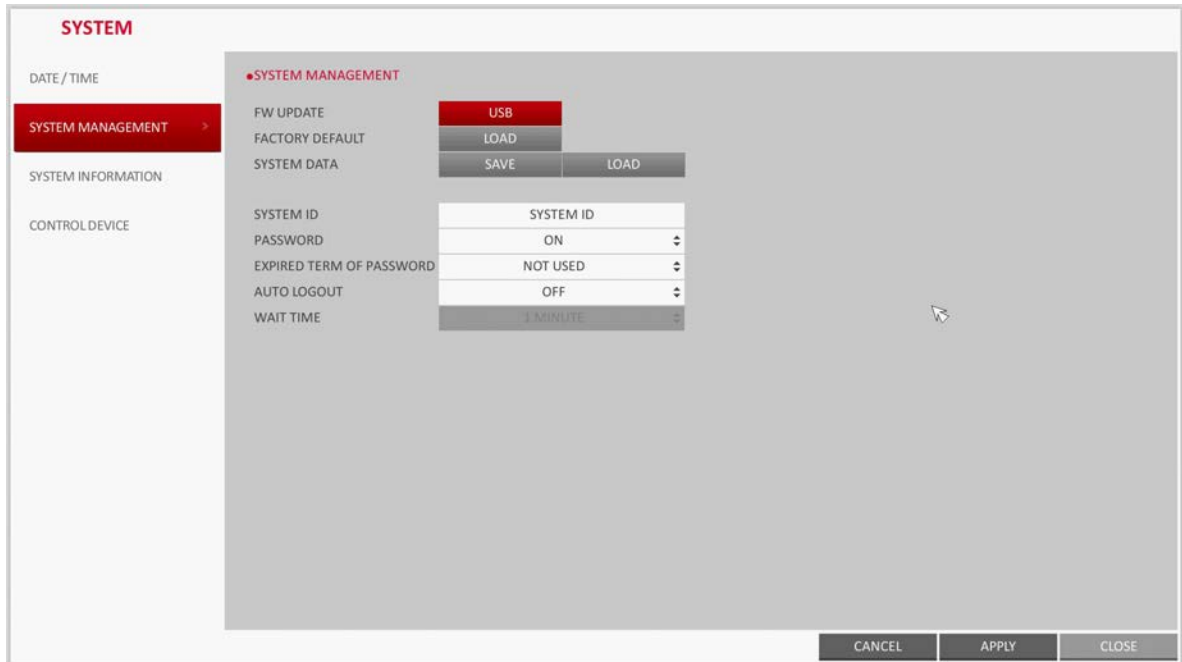 SYSTEM
DATE / TIME
SYSTEM MANAGEMENT >
SYSTEM INFORMATION
CONTROL DEVICE
●SYSTEM MANAGEMENT
FW UPDATE USB
FACTORY DEFAULT LOAD
SYSTEM DATA SAVE LOAD
SYSTEM ID SYSTEM ID
PASSWORD ON
EXPIRED TERM OF PASSWORD NOT USED
AUTO LOGOUT OFF
WAIT TIME 1 MINUTE
CANCEL APPLY CLOSE